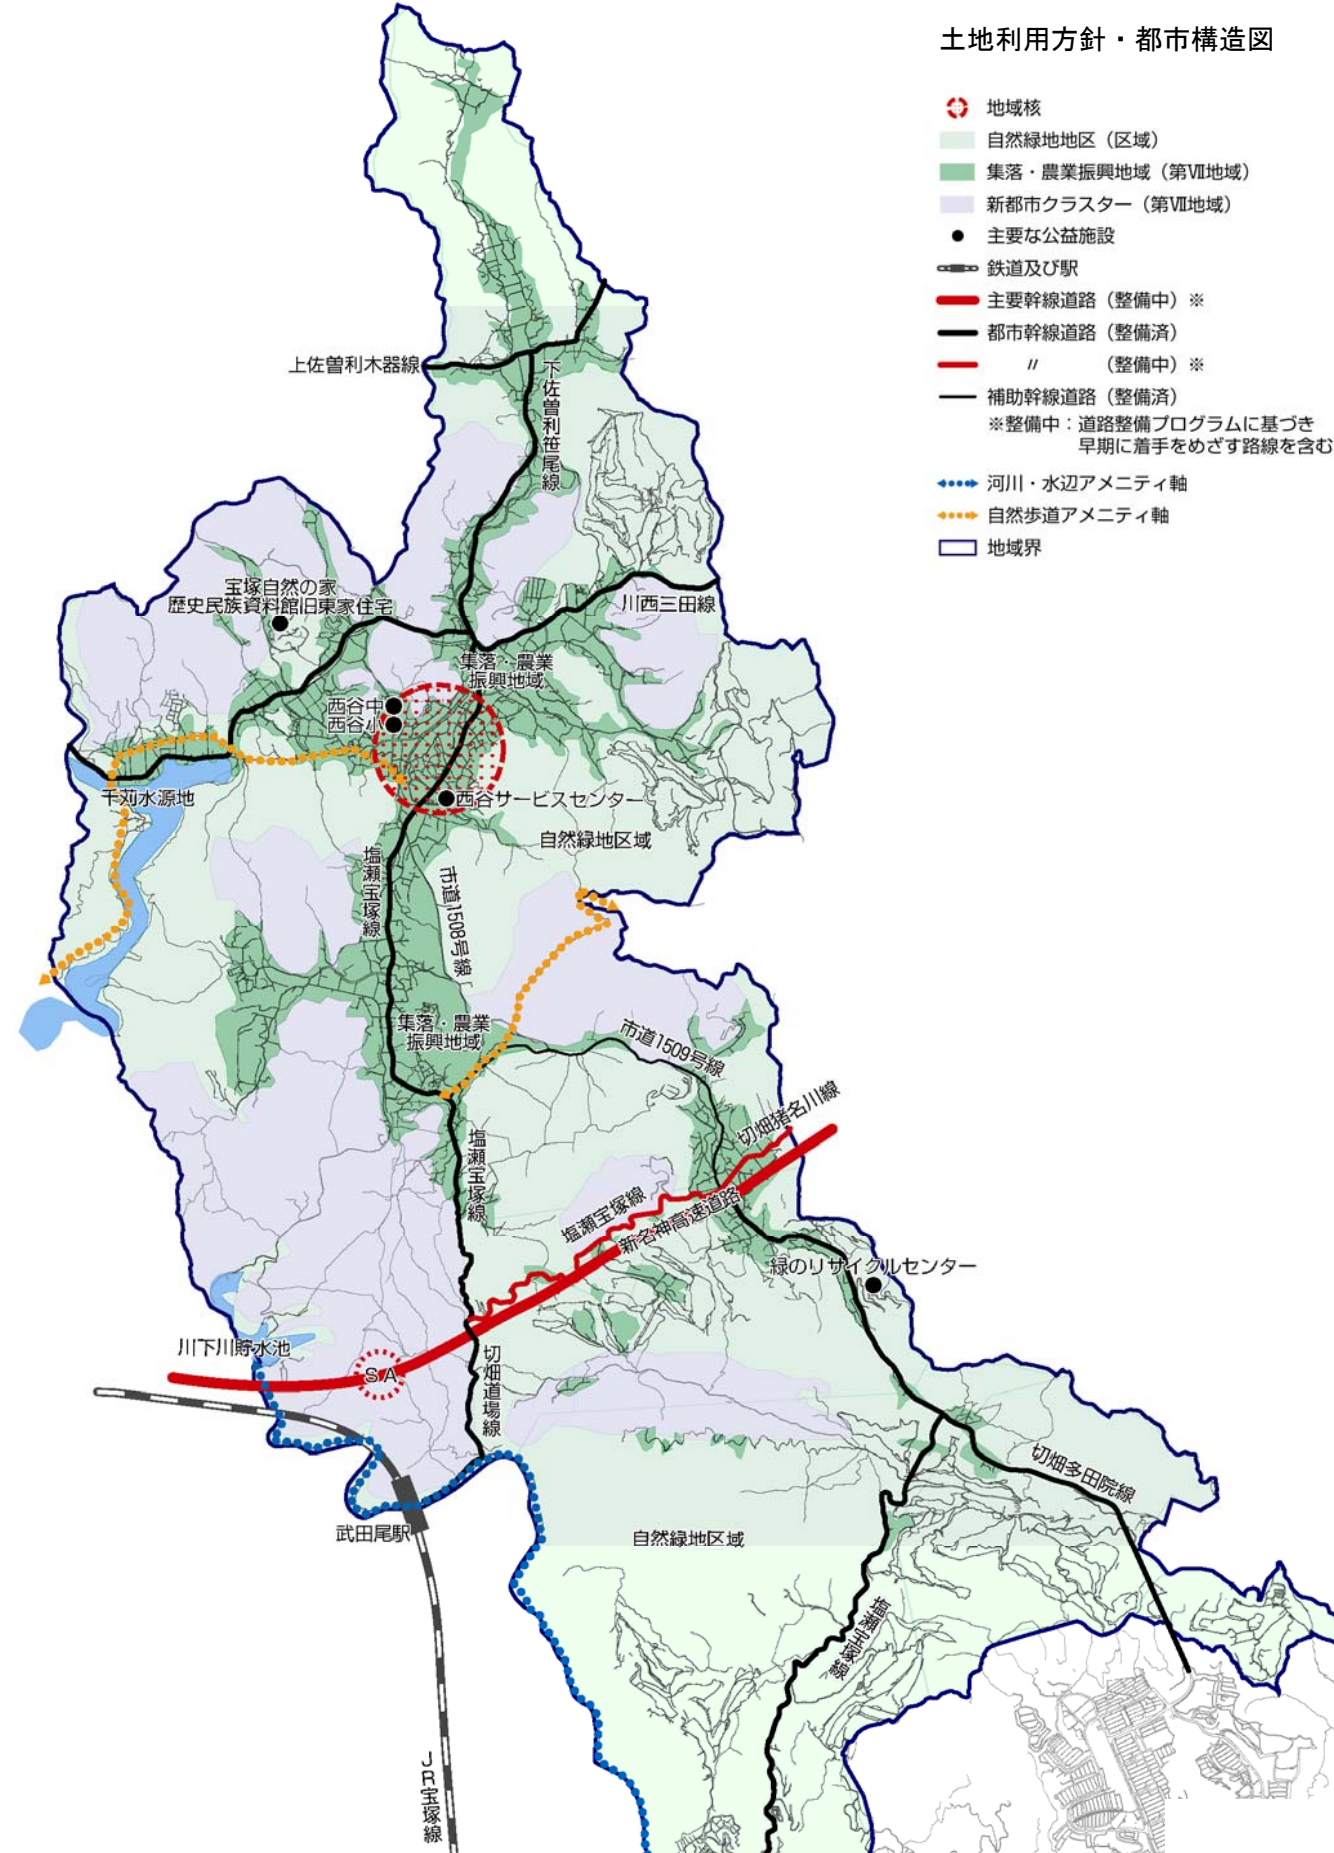 土地利用方針・都市構造図
地域核
自然緑地地区（区域）
集落・農業振興地域（第Ⅶ地域）
新都市クラスター（第Ⅶ地域）
主要な公益施設
鉄道及び駅
主要幹線道路（整備中）※
都市幹線道路（整備済）
〃　　　（整備中）※
補助幹線道路（整備済）
※整備中：道路整備プログラムに基づき
早期に着手をめざす路線を含む
河川・水辺アメニティ軸
自然歩道アメニティ軸
地域界
上佐曽利木器線
下佐曽利笹尾線
宝塚自然の家
歴史民族資料館旧東家住宅
川西三田線
集落・農業
振興地域
西谷中
西谷小
千苅水源地
西谷サービスセンター
自然緑地区域
塩瀬宝塚線
市道1508号線
集落・農業
振興地域
市道1509号線
切畑猪名川線
塩瀬宝塚線
塩瀬宝塚線
新名神高速道路
緑のリサイクルセンター
川下川貯水池
SA
切畑道場線
切畑多田院線
武田尾駅
自然緑地区域
塩瀬宝塚線
JR宝塚線